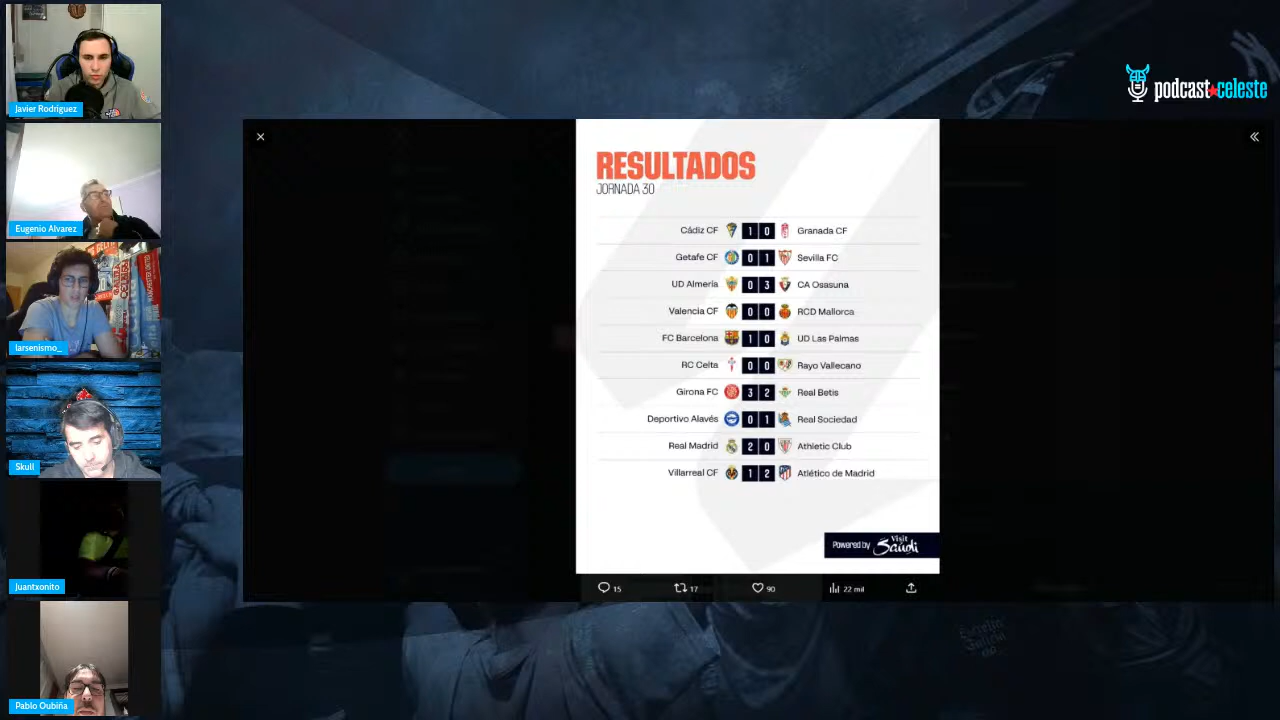 Javier Rodriguez
Eugenio Alvarez
larsenismo_
Skull
Juantxonito
Pablo Oubiña
podcast celeste
RESULTADOS
JORNADA 30
Cádiz CF 1 0 Granada CF
Getafe CF 0 1 Sevilla FC
UD Almería 0 3 CA Osasuna
Valencia CF 0 0 RCD Mallorca
FC Barcelona 1 0 UD Las Palmas
RC Celta 0 0 Rayo Vallecano
Girona FC 3 2 Real Betis
Deportivo Alavés 0 1 Real Sociedad
Real Madrid 2 0 Athletic Club
Villarreal CF 1 2 Atlético de Madrid
Powered by Visit Saudi
15 17 90 22 mil